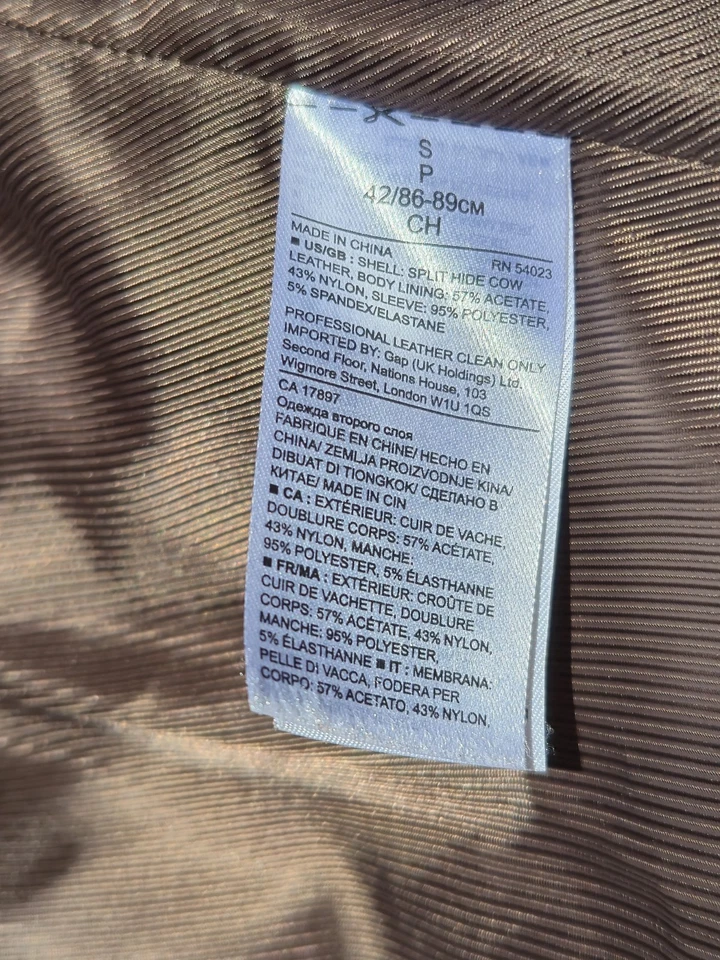 S
P
42/86-89CM
CH
MADE IN CHINA RN 54023
■ US/GB : SHELL: SPLIT HIDE COW
LEATHER, BODY LINING: 57% ACETATE,
43% NYLON, SLEEVE: 95% POLYESTER,
5% SPANDEX/ELASTANE
PROFESSIONAL LEATHER CLEAN ONLY
IMPORTED BY: Gap (UK Holdings) Ltd.
Second Floor, Nations House, 103
Wigmore Street, London W1U 1QS
CA 17897
Одежда второго слоя
FABRIQUE EN CHINE/ HECHO EN
CHINA/ ZEMLJA PROIZVODNJE KINA/
DIBUAT DI TIONGKOK/ СДЕЛАНО В
КИТАЕ/ MADE IN CIN
■ CA : EXTÉRIEUR: CUIR DE VACHE,
DOUBLURE CORPS: 57% ACÉTATE,
43% NYLON, MANCHE:
95% POLYESTER, 5% ÉLASTHANNE
■ FR/MA : EXTÉRIEUR: CROÛTE DE
CUIR DE VACHETTE, DOUBLURE
CORPS: 57% ACÉTATE, 43% NYLON,
MANCHE: 95% POLYESTER,
5% ÉLASTHANNE ■ IT : MEMBRANA:
PELLE DI VACCA, FODERA PER
CORPO: 57% ACETATO, 43% NYLON,